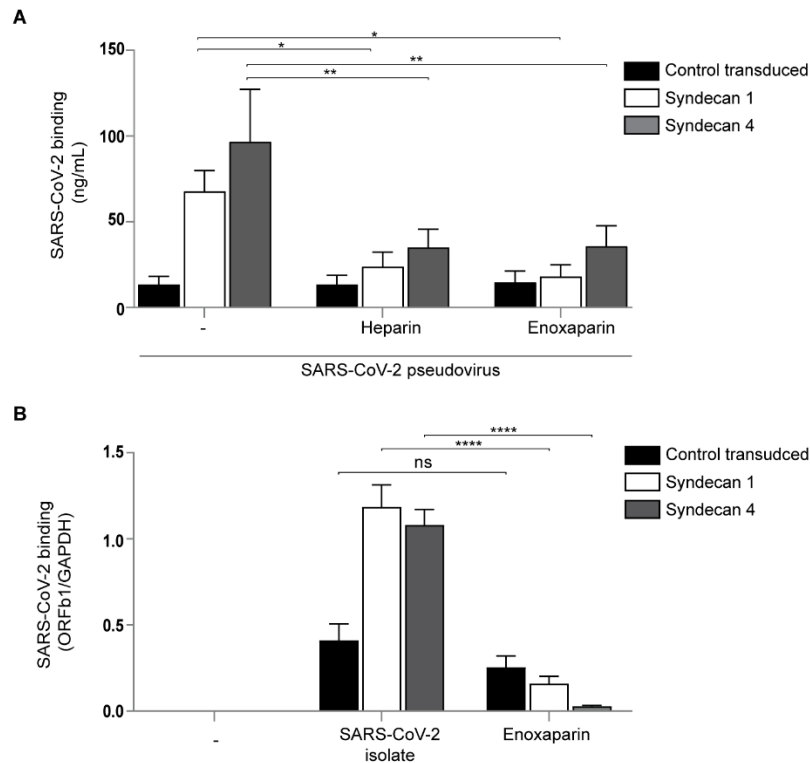 A
*
*
**
**
Control transduced
Syndecan 1
Syndecan 4
SARS-CoV-2 binding
(ng/mL)
150
100
50
0
-
Heparin
Enoxaparin
SARS-CoV-2 pseudovirus
B
****
****
ns
Control transudced
Syndecan 1
Syndecan 4
SARS-CoV-2 binding
(ORFb1/GAPDH)
1.5
1.0
0.5
0.0
-
SARS-CoV-2
isolate
Enoxaparin